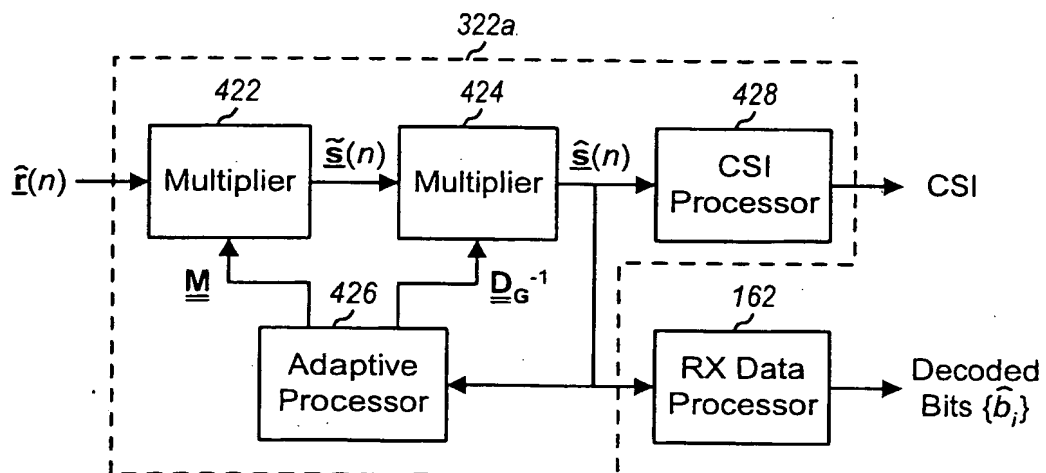 322a
422
424
428
r̲̂(n)
Multiplier
s̲̃(n)
Multiplier
ŝ̲(n)
CSI
Processor
CSI
M̳
426
D̳_G⁻¹
162
Adaptive
Processor
RX Data
Processor
Decoded
Bits {b̂_i}